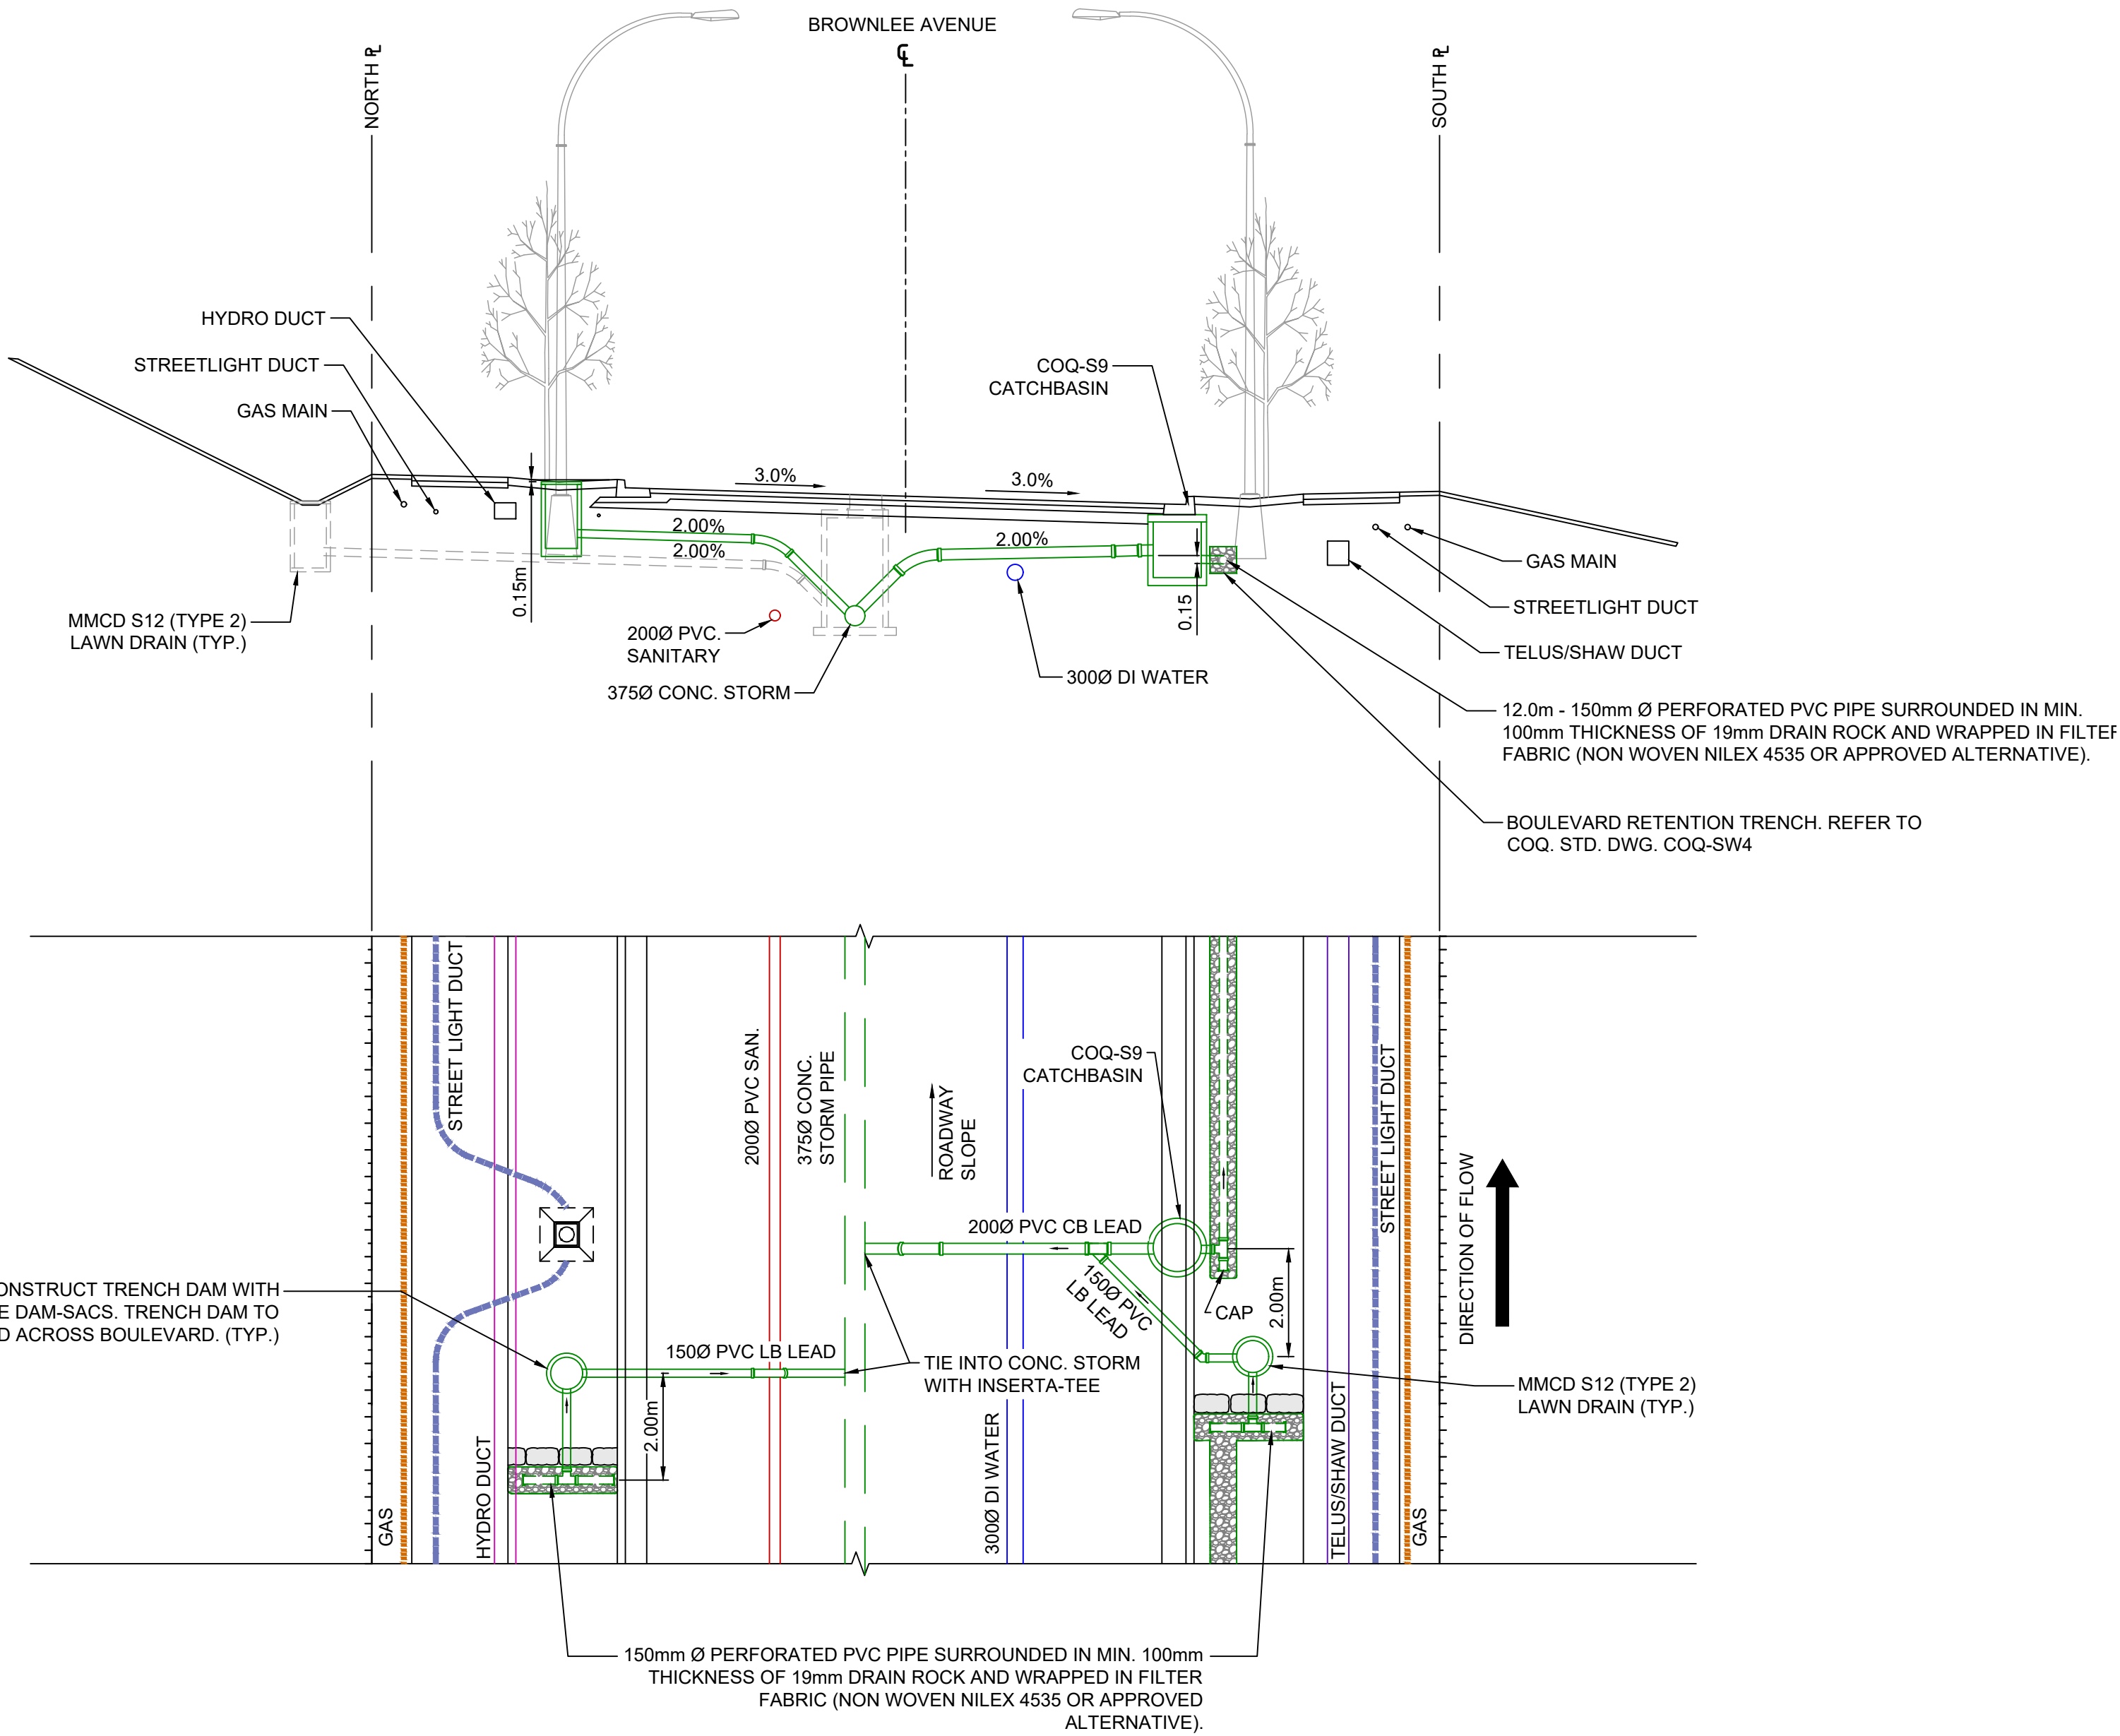 BROWNLEE AVENUE
℄
NORTH ⅊
SOUTH ⅊
HYDRO DUCT
STREETLIGHT DUCT
GAS MAIN
COQ-S9
CATCHBASIN
3.0%
3.0%
2.00%
2.00%
2.00%
0.15m
0.15
MMCD S12 (TYPE 2)
LAWN DRAIN (TYP.)
200Ø PVC.
SANITARY
375Ø CONC. STORM
300Ø DI WATER
GAS MAIN
STREETLIGHT DUCT
TELUS/SHAW DUCT
12.0m - 150mm Ø PERFORATED PVC PIPE SURROUNDED IN MIN.
100mm THICKNESS OF 19mm DRAIN ROCK AND WRAPPED IN FILTER
FABRIC (NON WOVEN NILEX 4535 OR APPROVED ALTERNATIVE).
BOULEVARD RETENTION TRENCH. REFER TO
COQ. STD. DWG. COQ-SW4
STREET LIGHT DUCT
200Ø PVC SAN.
375Ø CONC.
STORM PIPE
ROADWAY
SLOPE
COQ-S9
CATCHBASIN
STREET LIGHT DUCT
DIRECTION OF FLOW
200Ø PVC CB LEAD
150Ø PVC
LB LEAD
CAP
2.00m
ONSTRUCT TRENCH DAM WITH
E DAM-SACS. TRENCH DAM TO
D ACROSS BOULEVARD. (TYP.)
150Ø PVC LB LEAD
2.00m
TIE INTO CONC. STORM
WITH INSERTA-TEE
MMCD S12 (TYPE 2)
LAWN DRAIN (TYP.)
GAS
HYDRO DUCT
300Ø DI WATER
TELUS/SHAW DUCT
GAS
150mm Ø PERFORATED PVC PIPE SURROUNDED IN MIN. 100mm
THICKNESS OF 19mm DRAIN ROCK AND WRAPPED IN FILTER
FABRIC (NON WOVEN NILEX 4535 OR APPROVED
ALTERNATIVE).